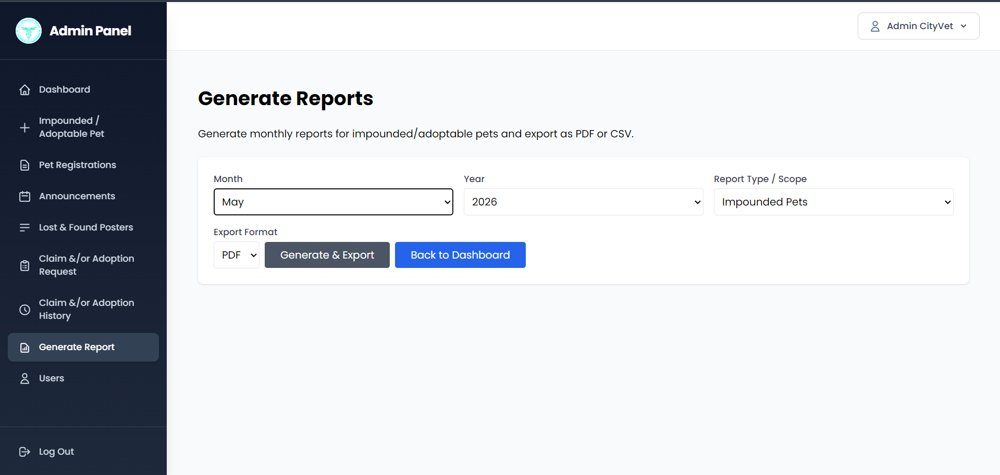 Admin Panel
Admin CityVet
Dashboard
Impounded /
Adoptable Pet
Pet Registrations
Announcements
Lost & Found Posters
Claim &/or Adoption
Request
Claim &/or Adoption
History
Generate Report
Users
Log Out
Generate Reports
Generate monthly reports for impounded/adoptable pets and export as PDF or CSV.
Month
Year
Report Type / Scope
May
2026
Impounded Pets
Export Format
PDF
Generate & Export
Back to Dashboard